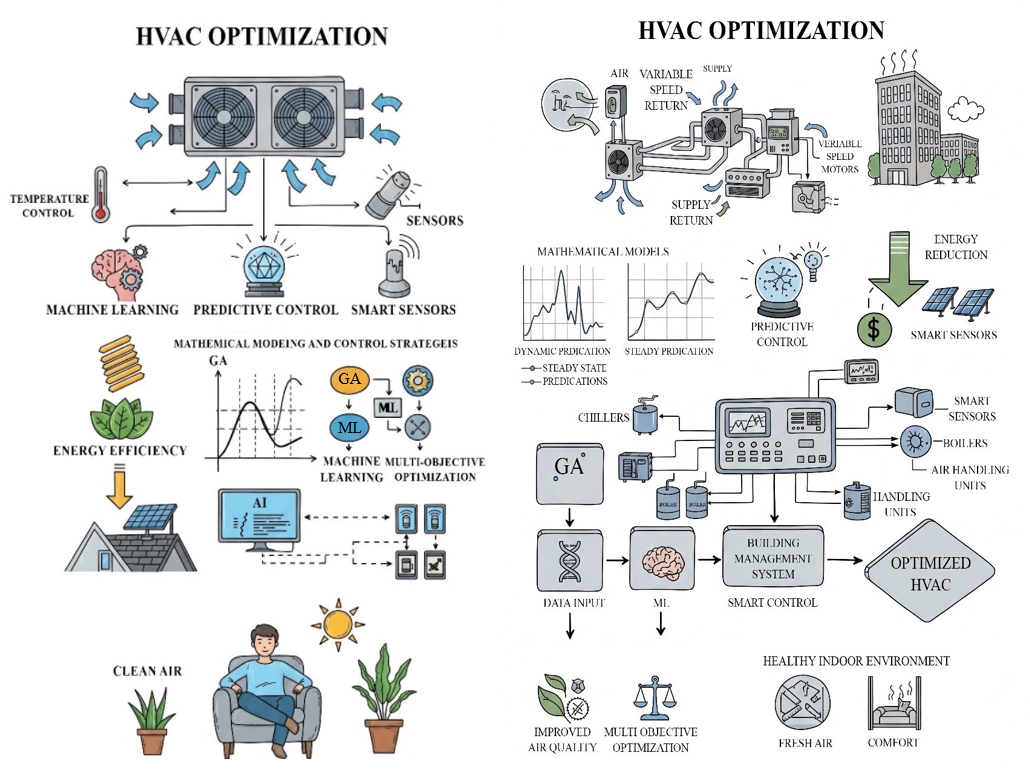 HVAC OPTIMIZATION
TEMPERATURE
CONTROL
SENSORS
MACHINE LEARNING
PREDICTIVE CONTROL
SMART SENSORS
MATHEMICAL MODEING AND CONTROL STRATEGEIS
GA
GA
ML
ML
MACHINE
LEARNING
MULTI-OBJECTIVE
OPTIMIZATION
ENERGY EFFICIENCY
AI
CLEAN AIR
HVAC OPTIMIZATION
AIR
VARIABLE
SPEED
RETURN
SUPPLY
VERIABLE
SPEED
MOTORS
SUPPLY
RETURN
MATHEMATICAL MODELS
DYNAMIC PRDICATION
STEADY PRDICATION
STEADY STATE
PREDICATIONS
PREDICTIVE
CONTROL
ENERGY
REDUCTION
$
SMART SENSORS
CHILLERS
SMART
SENSORS
BOILERS
AIR HANDLING
UNITS
HANDLING
UNITS
BOILER
BOILER
GA
DATA INPUT
ML
BUILDING
MANAGEMENT
SYSTEM
SMART CONTROL
OPTIMIZED
HVAC
IMPROVED
AIR QUALITY
MULTI OBJECTIVE
OPTIMIZATION
HEALTHY INDOOR ENVIRONMENT
FRESH AIR
COMFORT